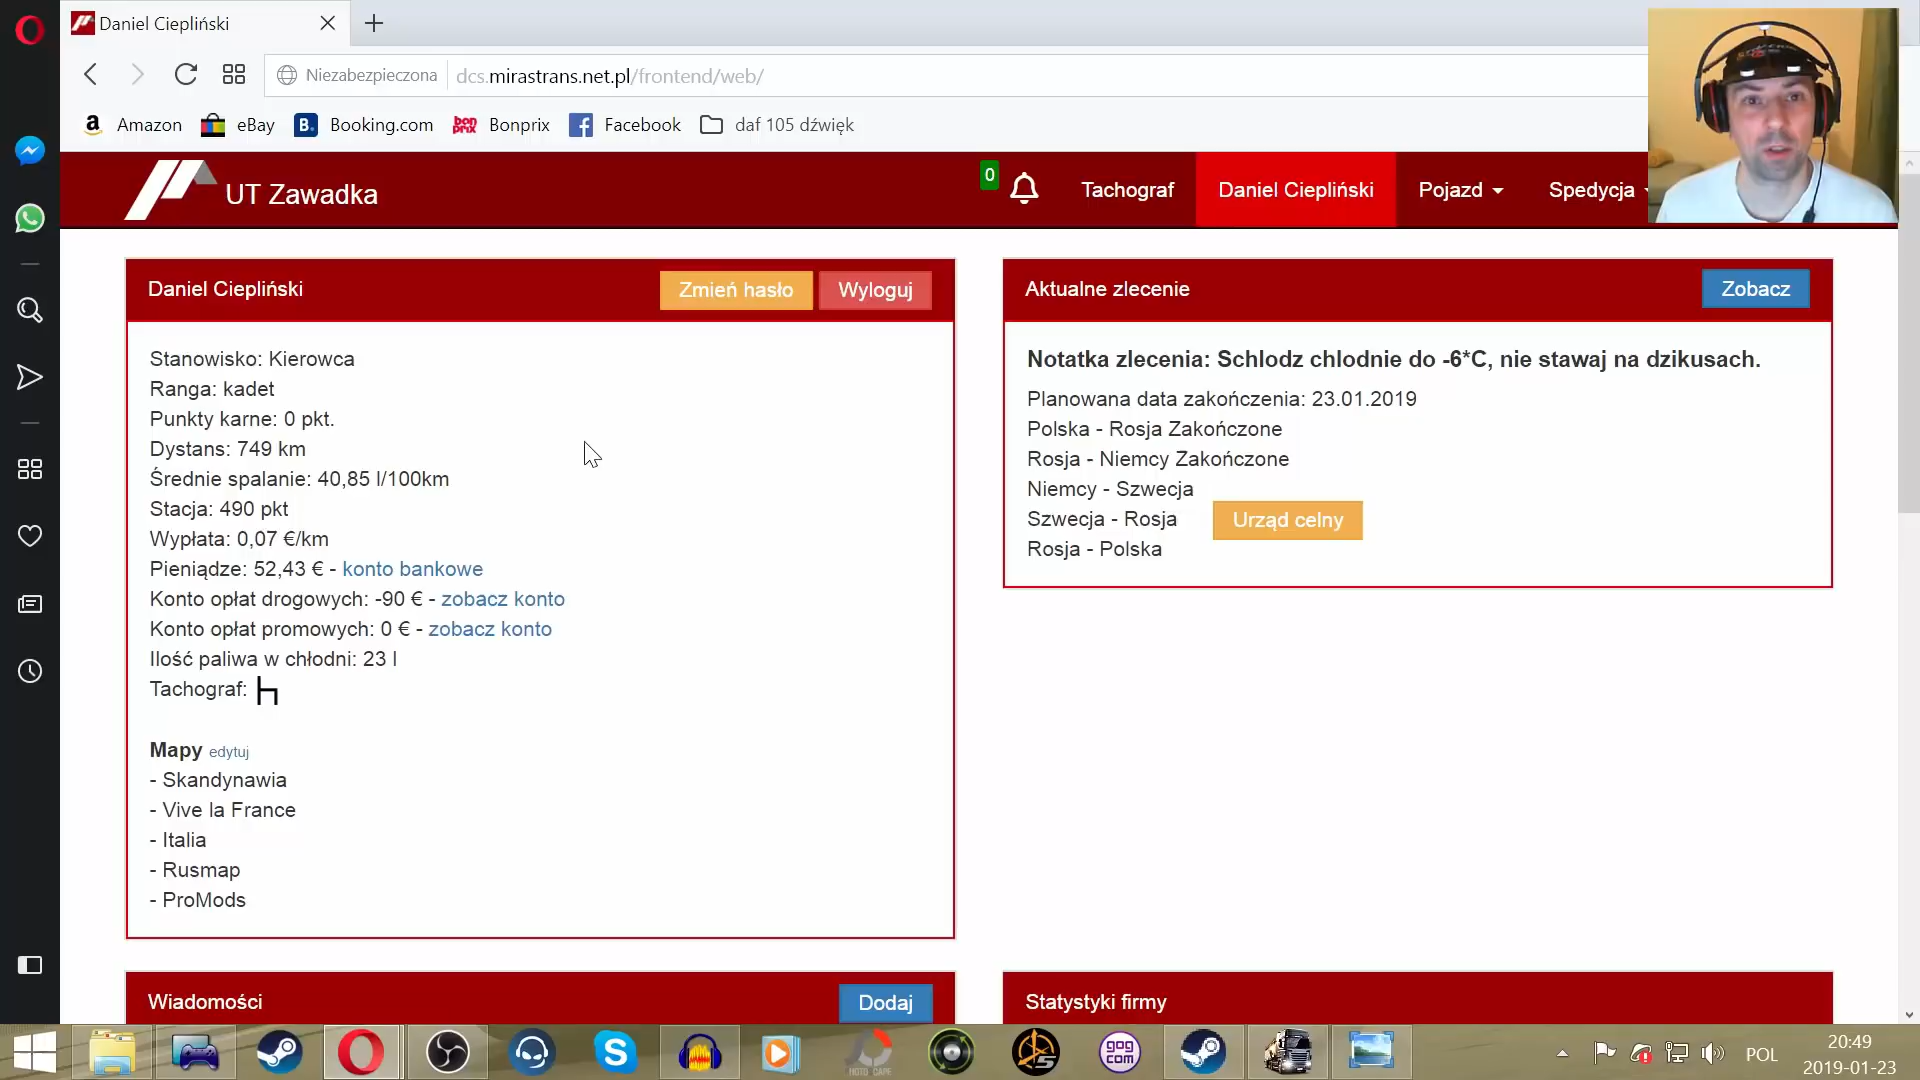 Daniel Ciepliński
Niezabezpieczona
dcs.mirastrans.net.pl/frontend/web/
Amazon
eBay
B.
Booking.com
bon
prix
Bonprix
Facebook
daf 105 dźwięk
UT Zawadka
0
Tachograf
Daniel Ciepliński
Pojazd
Spedycja
Daniel Ciepliński
Zmień hasło
Wyloguj
Stanowisko: Kierowca
Ranga: kadet
Punkty karne: 0 pkt.
Dystans: 749 km
Średnie spalanie: 40,85 l/100km
Stacja: 490 pkt
Wypłata: 0,07 €/km
Pieniądze: 52,43 € - konto bankowe
Konto opłat drogowych: -90 € - zobacz konto
Konto opłat promowych: 0 € - zobacz konto
Ilość paliwa w chłodni: 23 l
Tachograf:
Mapy edytuj
- Skandynawia
- Vive la France
- Italia
- Rusmap
- ProMods
Aktualne zlecenie
Zobacz
Notatka zlecenia: Schlodz chlodnie do -6*C, nie stawaj na dzikusach.
Planowana data zakończenia: 23.01.2019
Polska - Rosja Zakończone
Rosja - Niemcy Zakończone
Niemcy - Szwecja
Szwecja - Rosja
Urząd celny
Rosja - Polska
Wiadomości
Dodaj
Statystyki firmy
gog
com
POL
20:49
2019-01-23